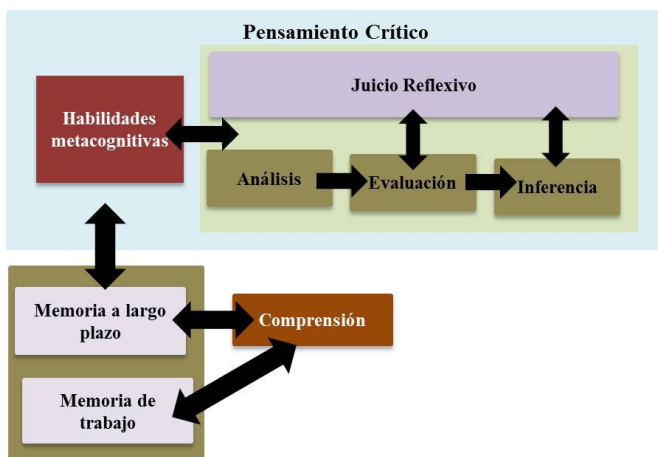 Pensamiento Crítico
Juicio Reflexivo
Habilidades
metacognitivas
Análisis
Evaluación
Inferencia
Memoria a largo
plazo
Comprensión
Memoria de
trabajo